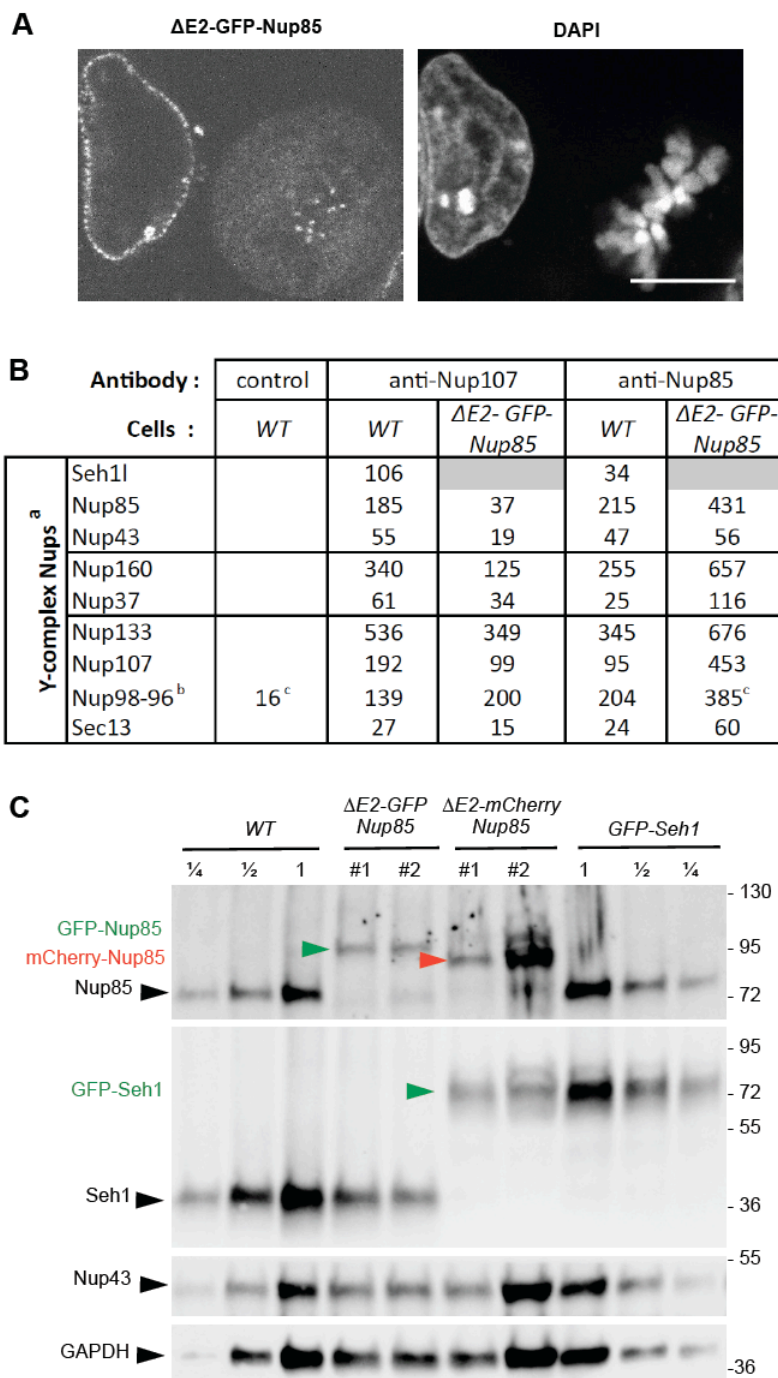 A
ΔE2-GFP-Nup85 DAPI
B
Antibody : control anti-Nup107 anti-Nup85
Cells : WT WT ΔE2- GFP-Nup85 WT ΔE2- GFP-Nup85
Y-complex Nups a
Seh1l 106 34
Nup85 185 37 215 431
Nup43 55 19 47 56
Nup160 340 125 255 657
Nup37 61 34 25 116
Nup133 536 349 345 676
Nup107 192 99 95 453
Nup98-96 b 16 c 139 200 204 385 c
Sec13 27 15 24 60
C
WT ΔE2-GFP Nup85 ΔE2-mCherry Nup85 GFP-Seh1
¼ ½ 1 #1 #2 #1 #2 1 ½ ¼
- 130
GFP-Nup85
- 95
mCherry-Nup85
Nup85
- 72
- 95
GFP-Seh1
- 72
- 55
Seh1
- 36
- 55
Nup43
GAPDH
- 36